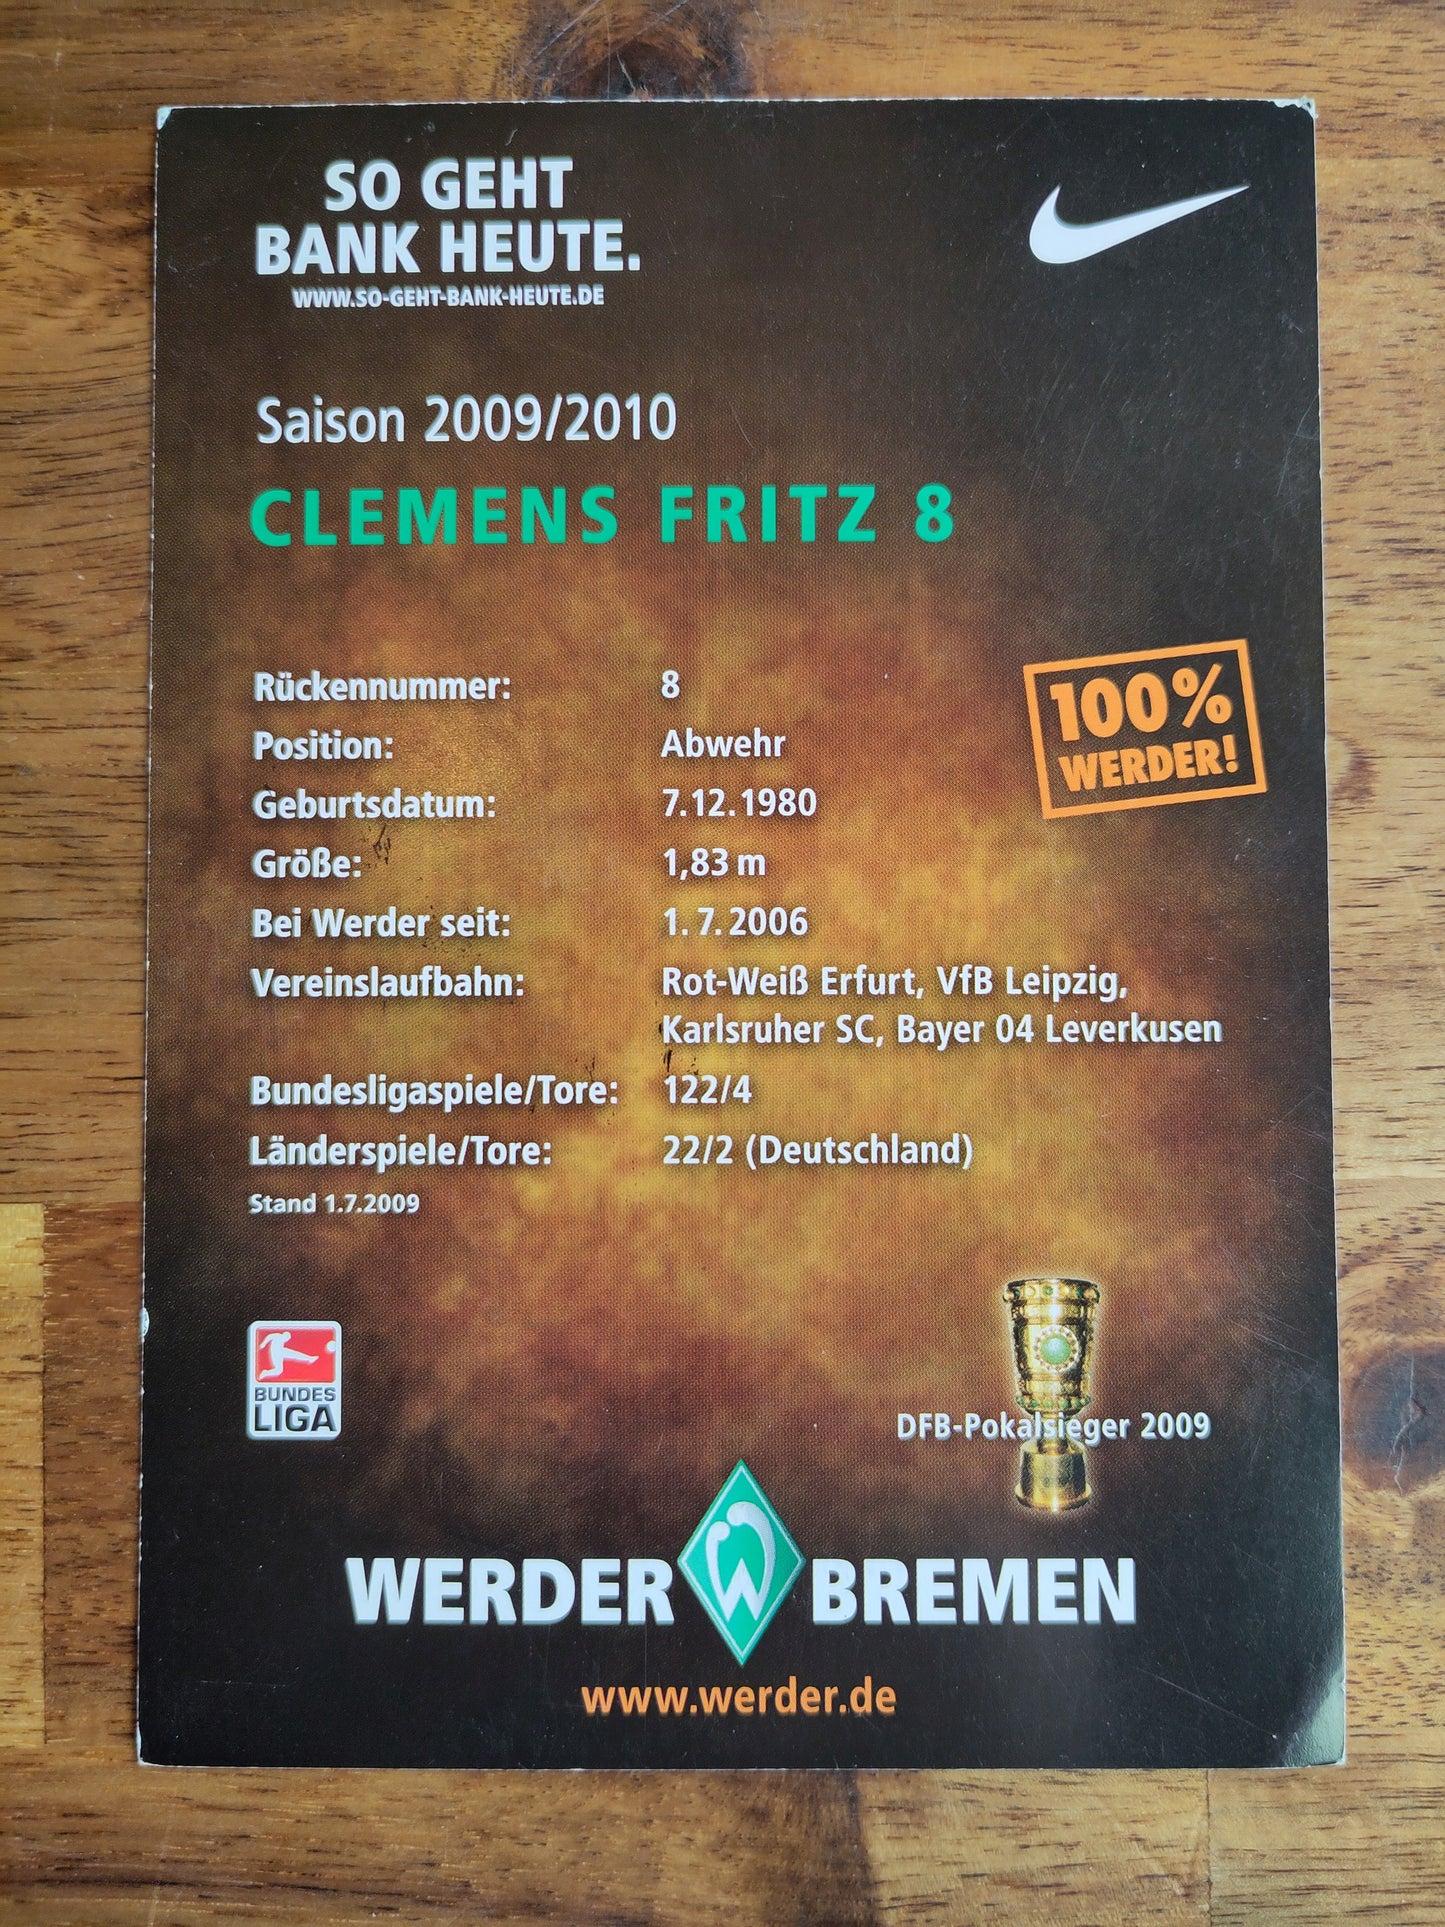 SO GEHT
BANK HEUTE.
WWW.SO-GEHT-BANK-HEUTE.DE
Saison 2009/2010
CLEMENS FRITZ 8
Rückennummer: 8
Position: Abwehr
Geburtsdatum: 7.12.1980
Größe: 1,83 m
Bei Werder seit: 1.7.2006
Vereinslaufbahn: Rot-Weiß Erfurt, VfB Leipzig,
Karlsruher SC, Bayer 04 Leverkusen
Bundesligaspiele/Tore: 122/4
Länderspiele/Tore: 22/2 (Deutschland)
Stand 1.7.2009
100%
WERDER!
BUNDES
LIGA
DFB-Pokalsieger 2009
WERDER W BREMEN
www.werder.de